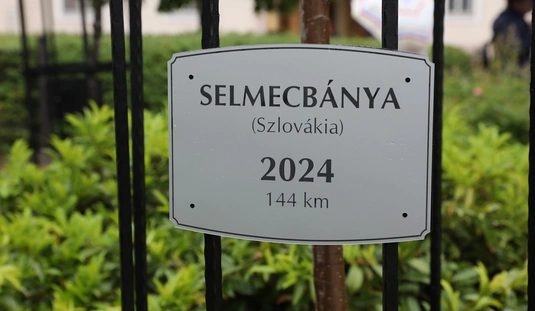 SELMECBÁNYA
(Szlovákia)
2024
144 km